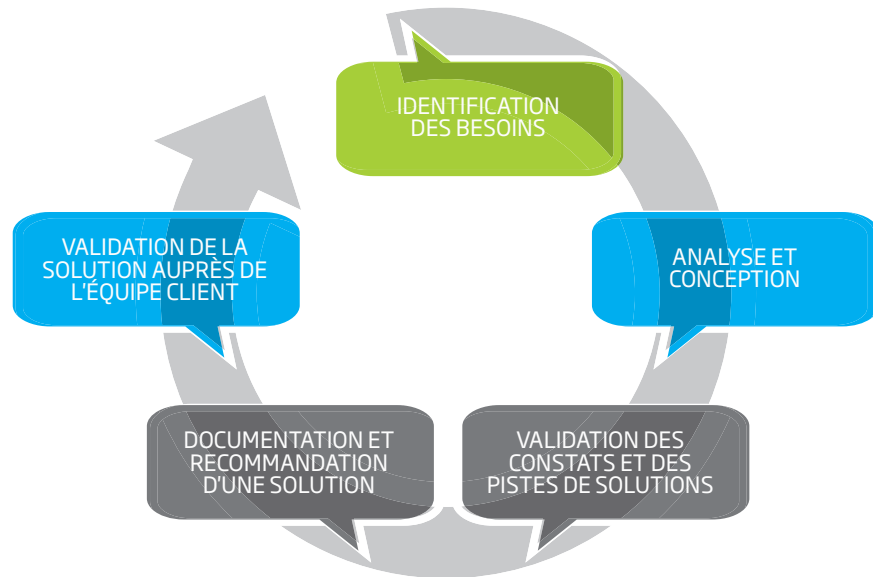 IDENTIFICATION
DES BESOINS
ANALYSE ET
CONCEPTION
VALIDATION DES
CONSTATS ET DES
PISTES DE SOLUTIONS
DOCUMENTATION ET
RECOMMANDATION
D'UNE SOLUTION
VALIDATION DE LA
SOLUTION AUPRÈS DE
L'ÉQUIPE CLIENT